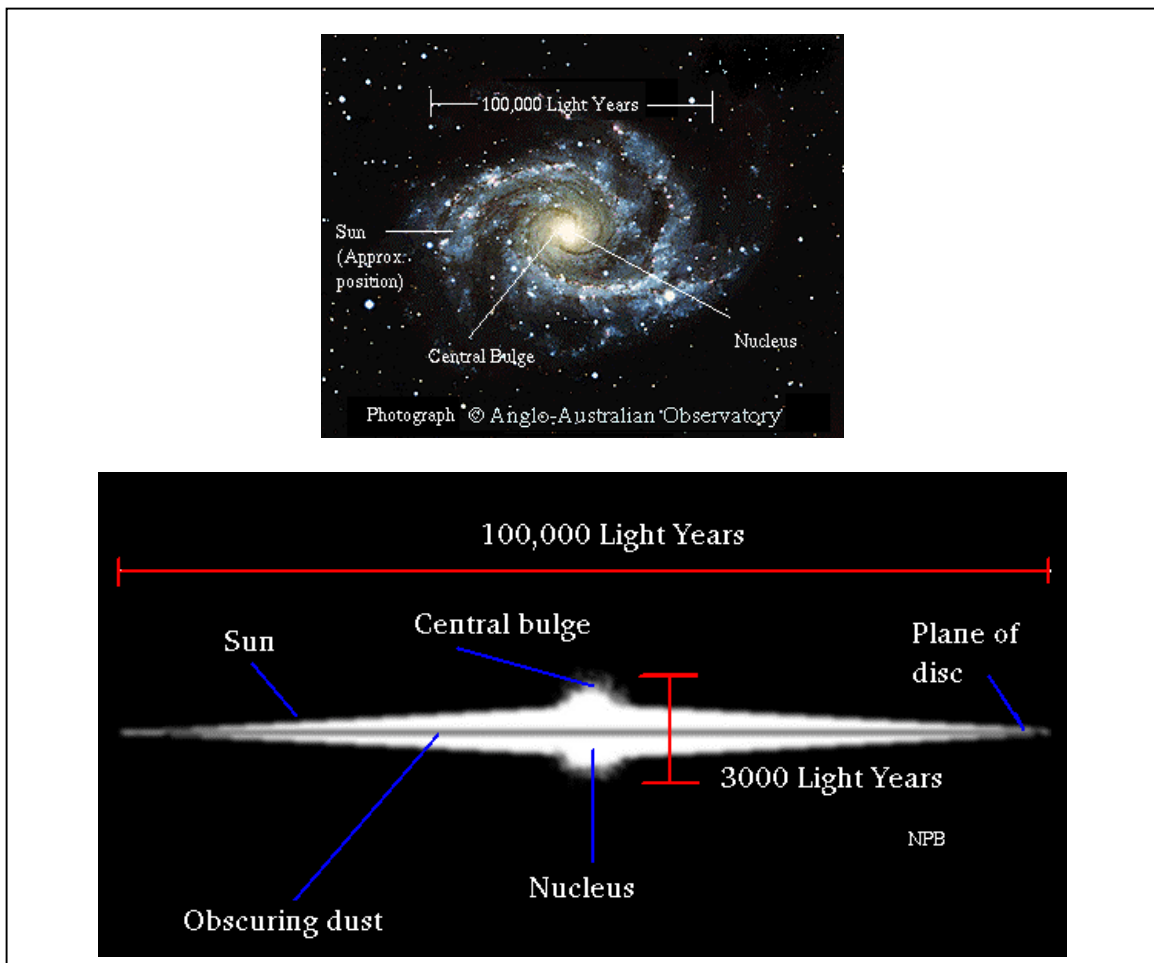 100,000 Light Years
Sun
(Approx.
position)
Nucleus
Central Bulge
Photograph © Anglo-Australian Observatory
100,000 Light Years
Central bulge
Sun
Plane of
disc
3000 Light Years
NPB
Nucleus
Obscuring dust